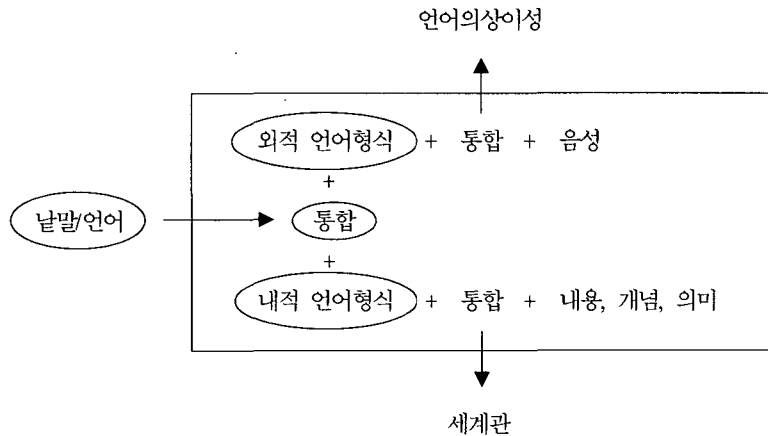 언어의상이성
외적 언어형식 + 통합 + 음성
+
낱말/언어 통합
+
내적 언어형식 + 통합 + 내용, 개념, 의미
세계관